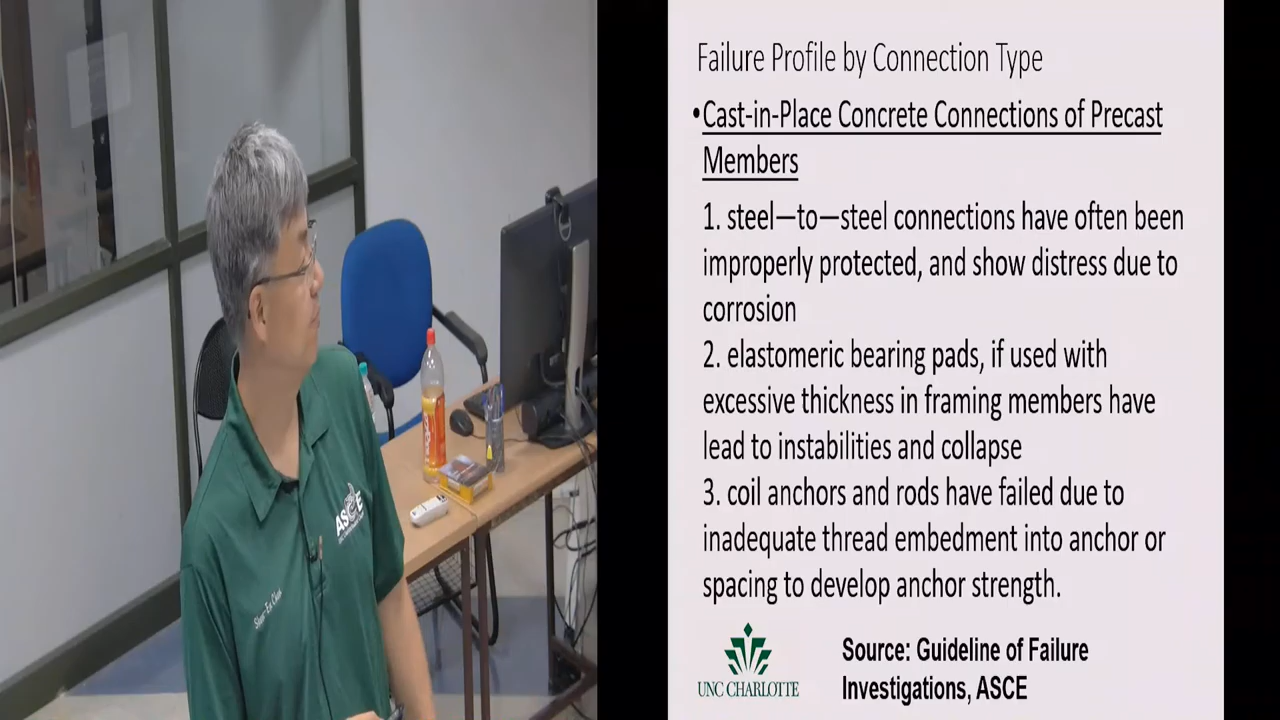 Failure Profile by Connection Type
•Cast-in-Place Concrete Connections of Precast
Members
1. steel—to—steel connections have often been
improperly protected, and show distress due to
corrosion
2. elastomeric bearing pads, if used with
excessive thickness in framing members have
lead to instabilities and collapse
3. coil anchors and rods have failed due to
inadequate thread embedment into anchor or
spacing to develop anchor strength.
UNC CHARLOTTE
Source: Guideline of Failure
Investigations, ASCE
ASCE